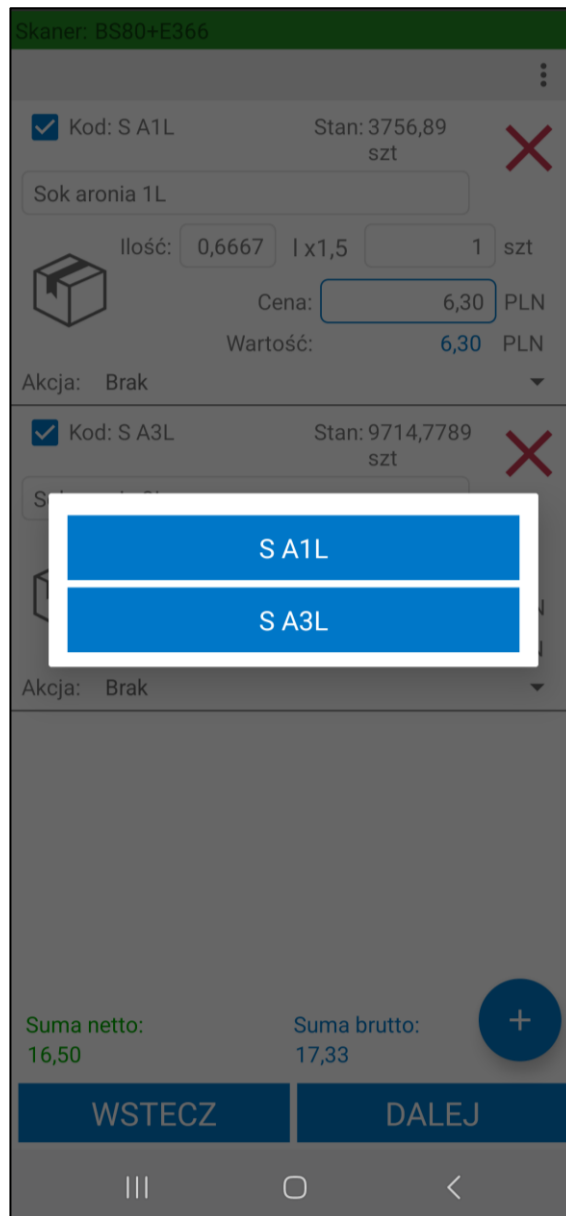 Skaner: BS80+E366
Kod: S A1L Stan: 3756,89
szt
Sok aronia 1L
Ilość: 0,6667 l x1,5 1 szt
Cena: 6,30 PLN
Wartość: 6,30 PLN
Akcja: Brak
Kod: S A3L Stan: 9714,7789
szt
S A1L
S A3L
Akcja: Brak
Suma netto: Suma brutto:
16,50 17,33
+
WSTECZ DALEJ